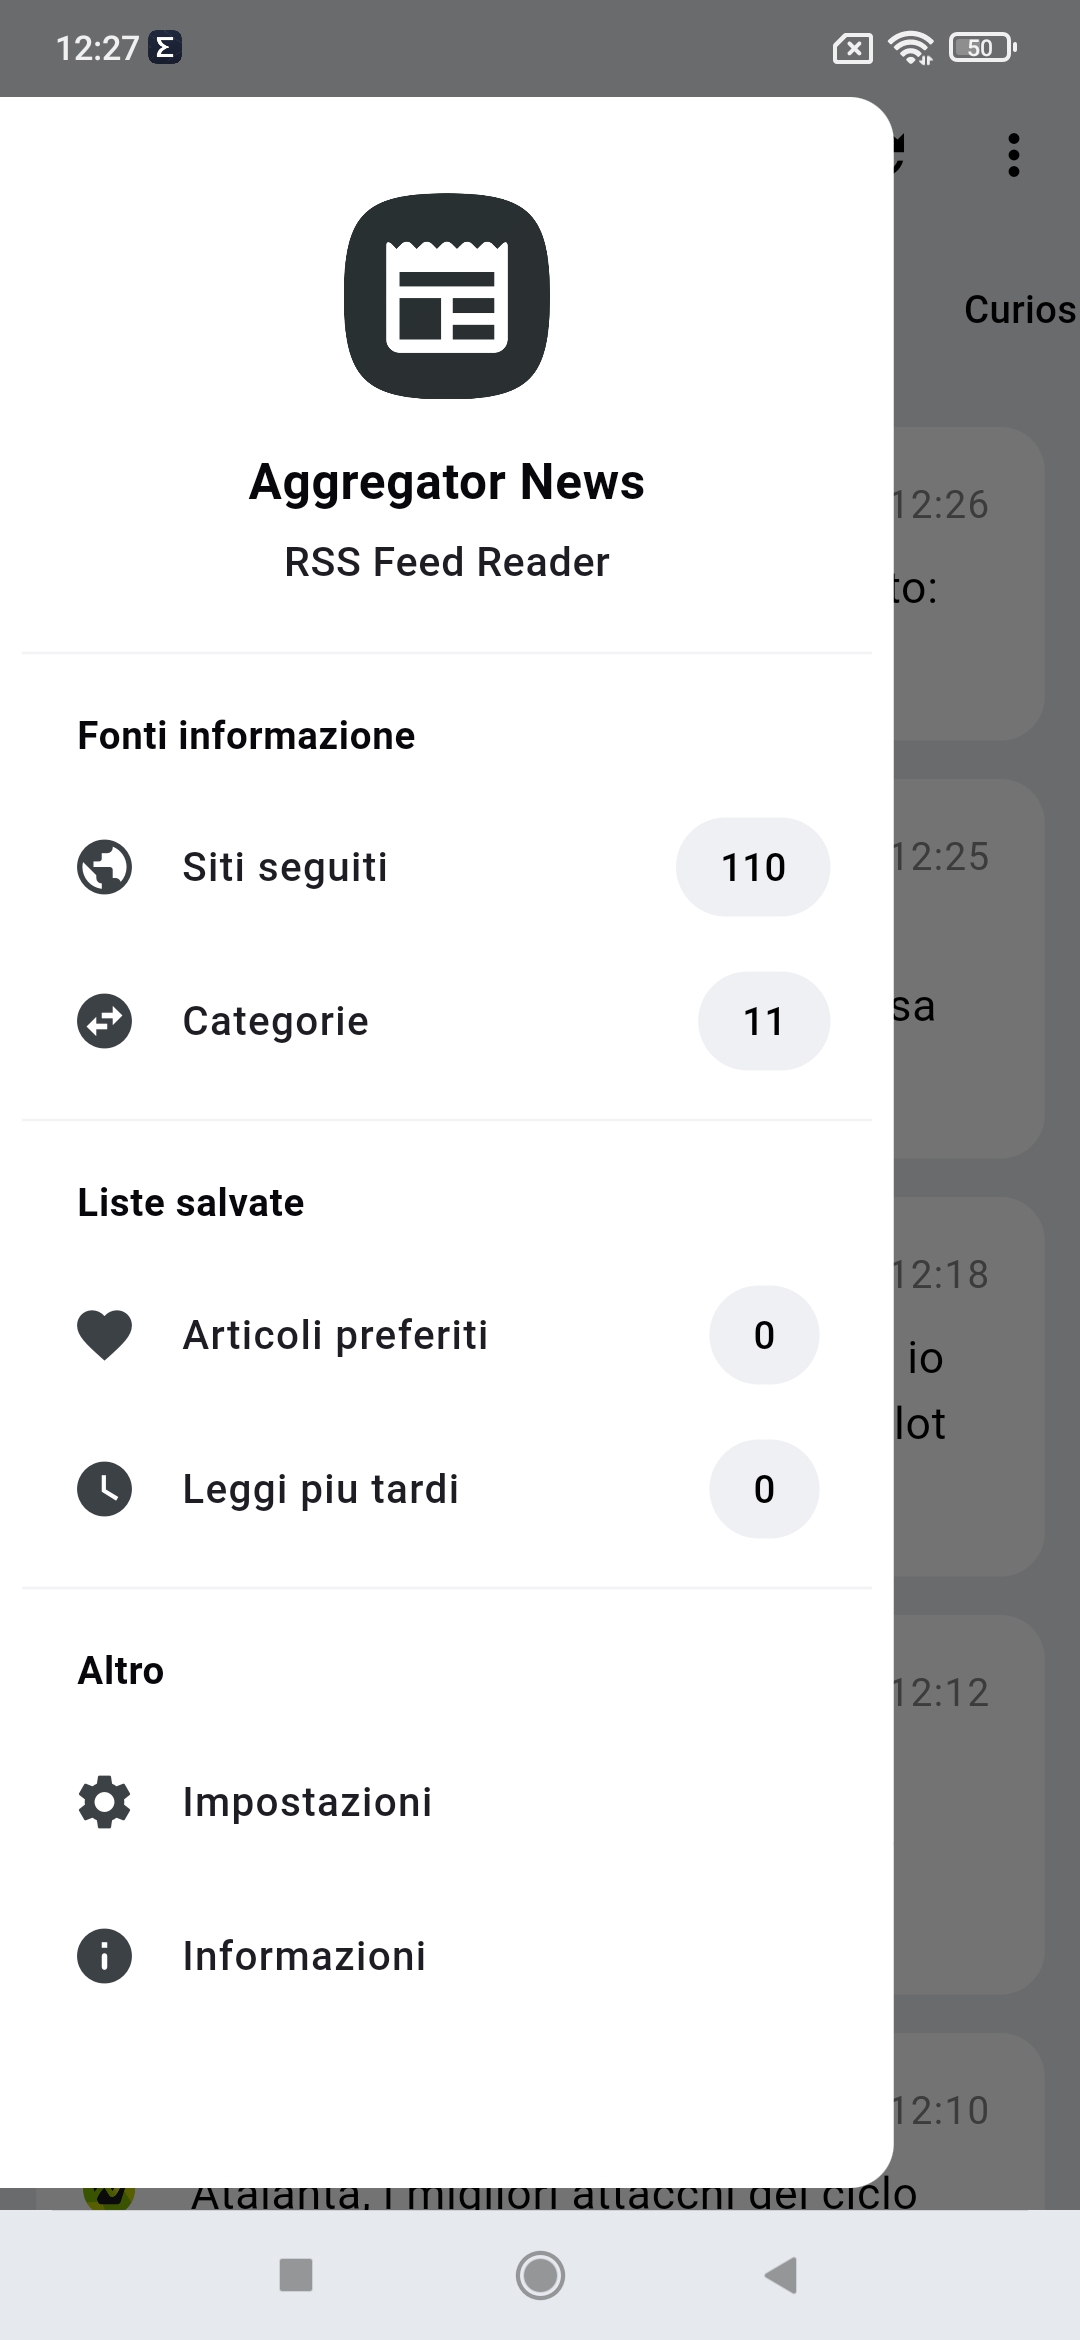 12:27
50
Curios
Aggregator News
RSS Feed Reader
Fonti informazione
Siti seguiti
110
Categorie
11
Liste salvate
Articoli preferiti
0
Leggi piu tardi
0
Altro
Impostazioni
Informazioni
12:26
to:
12:25
sa
12:18
io
lot
12:12
12:10
Atalanta, i migliori attacchi del ciclo